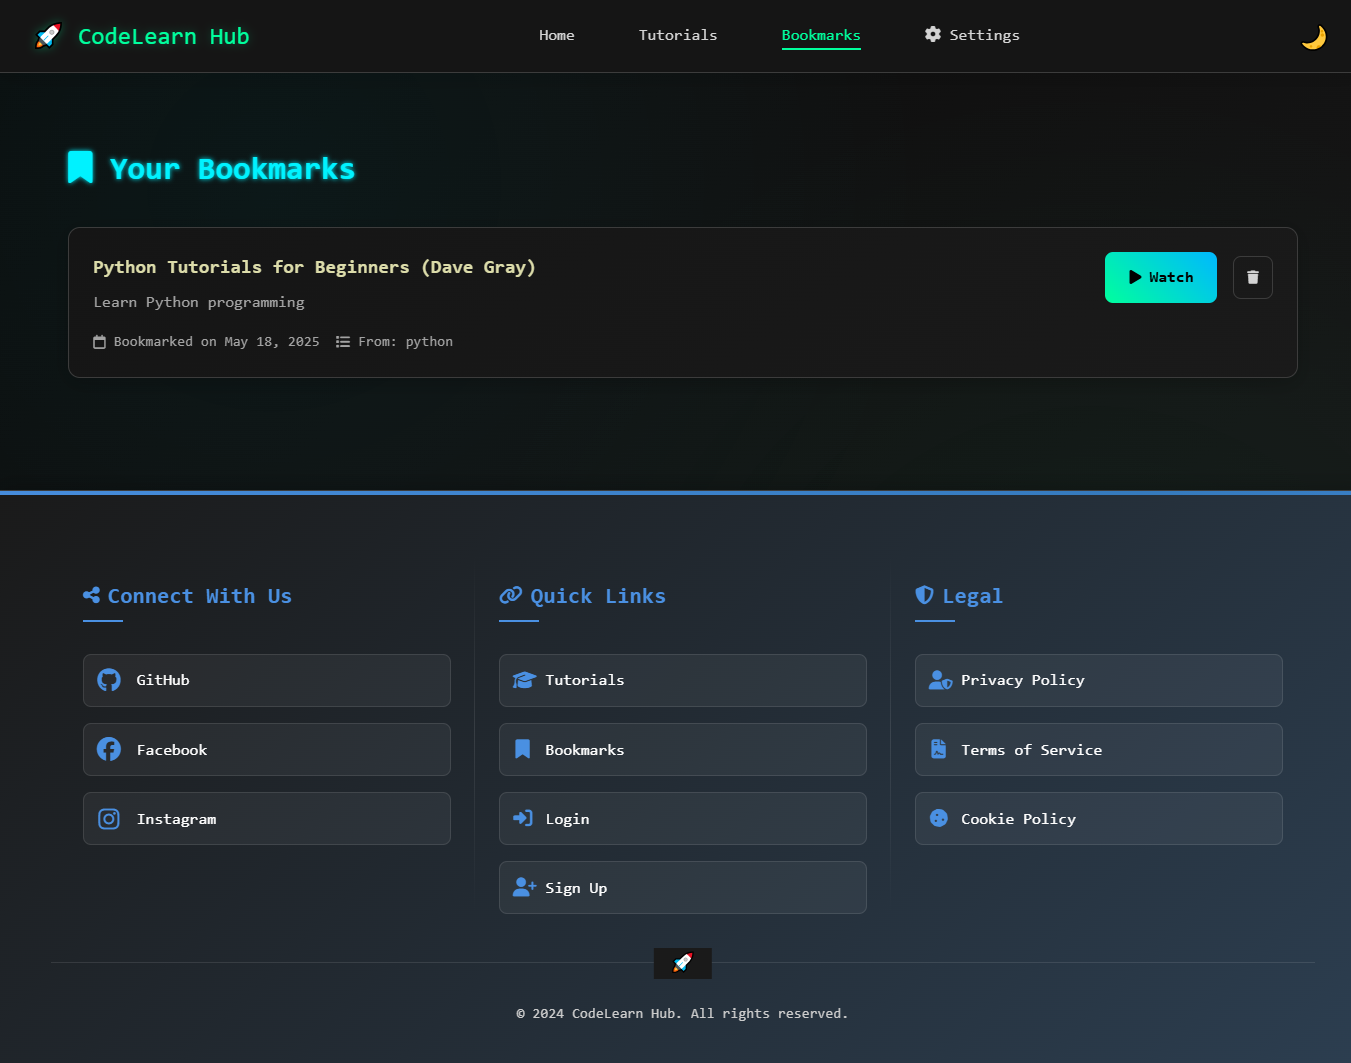 CodeLearn Hub
Home
Tutorials
Bookmarks
Settings
Your Bookmarks
Python Tutorials for Beginners (Dave Gray)
Learn Python programming
Bookmarked on May 18, 2025 From: python
Watch
Connect With Us
GitHub
Facebook
Instagram
Quick Links
Tutorials
Bookmarks
Login
Sign Up
Legal
Privacy Policy
Terms of Service
Cookie Policy
© 2024 CodeLearn Hub. All rights reserved.